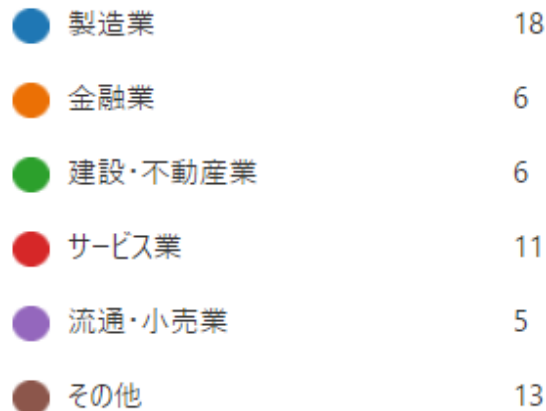 製造業 18
金融業 6
建設・不動産業 6
サービス業 11
流通・小売業 5
その他 13